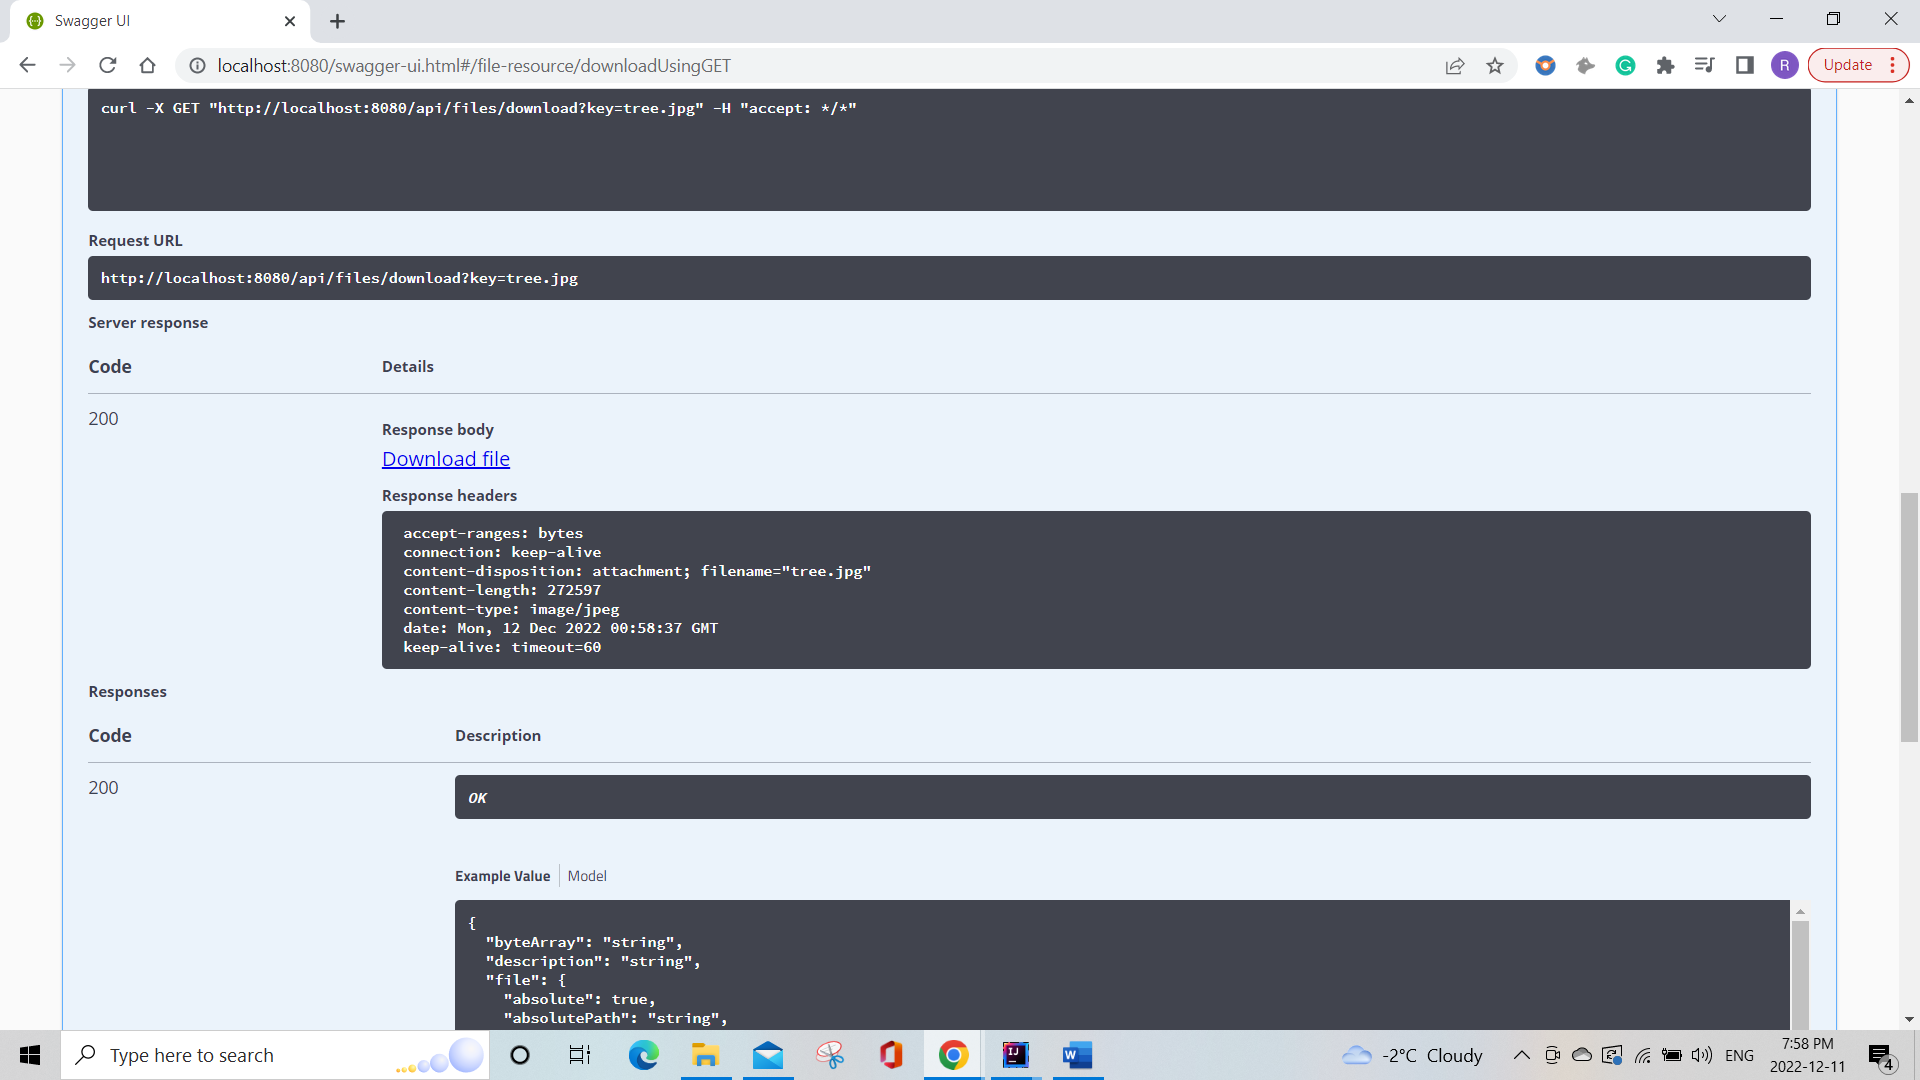 Swagger UI
localhost:8080/swagger-ui.html#/file-resource/downloadUsingGET
R
Update
curl -X GET "http://localhost:8080/api/files/download?key=tree.jpg" -H "accept: */*"
Request URL
http://localhost:8080/api/files/download?key=tree.jpg
Server response
Code Details
200
Response body
Download file
Response headers
accept-ranges: bytes
connection: keep-alive
content-disposition: attachment; filename="tree.jpg"
content-length: 272597
content-type: image/jpeg
date: Mon, 12 Dec 2022 00:58:37 GMT
keep-alive: timeout=60
Responses
Code Description
200
OK
Example Value Model
{
"byteArray": "string",
"description": "string",
"file": {
"absolute": true,
"absolutePath": "string",
Type here to search
-2°C Cloudy
ENG
7:58 PM
2022-12-11
4